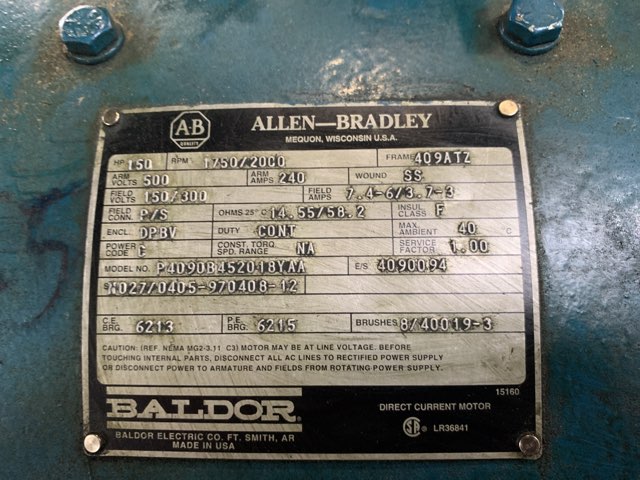 A-B
QUALITY
ALLEN—BRADLEY
MEQUON, WISCONSIN U.S.A.
HP 150 RPM 1750/2000 FRAME 409ATZ
ARM VOLTS 500 ARM AMPS 240 WOUND SS
FIELD VOLTS 150/300 FIELD AMPS 7.4-6/3.7-3
FIELD CONN. P/S OHMS 25°C 14.55/58.2 INSUL CLASS F
ENCL DPBV DUTY CONT MAX. AMBIENT 40 °C
POWER CODE C CONST. TORQ SPD. RANGE NA SERVICE FACTOR 1.00
MODEL NO. P4090B452018YAA E/S 4090094
W027/0405-970408-12
C.E. BRG. 6213 P.E. BRG. 6215 BRUSHES 8/40019-3
CAUTION: (REF. NEMA MG2-3.11 C3) MOTOR MAY BE AT LINE VOLTAGE. BEFORE
TOUCHING INTERNAL PARTS, DISCONNECT ALL AC LINES TO RECTIFIED POWER SUPPLY
OR DISCONNECT POWER TO ARMATURE AND FIELDS FROM ROTATING POWER SUPPLY.
15160
BALDOR DIRECT CURRENT MOTOR
BALDOR ELECTRIC CO. FT. SMITH, AR
MADE IN USA
LR36841